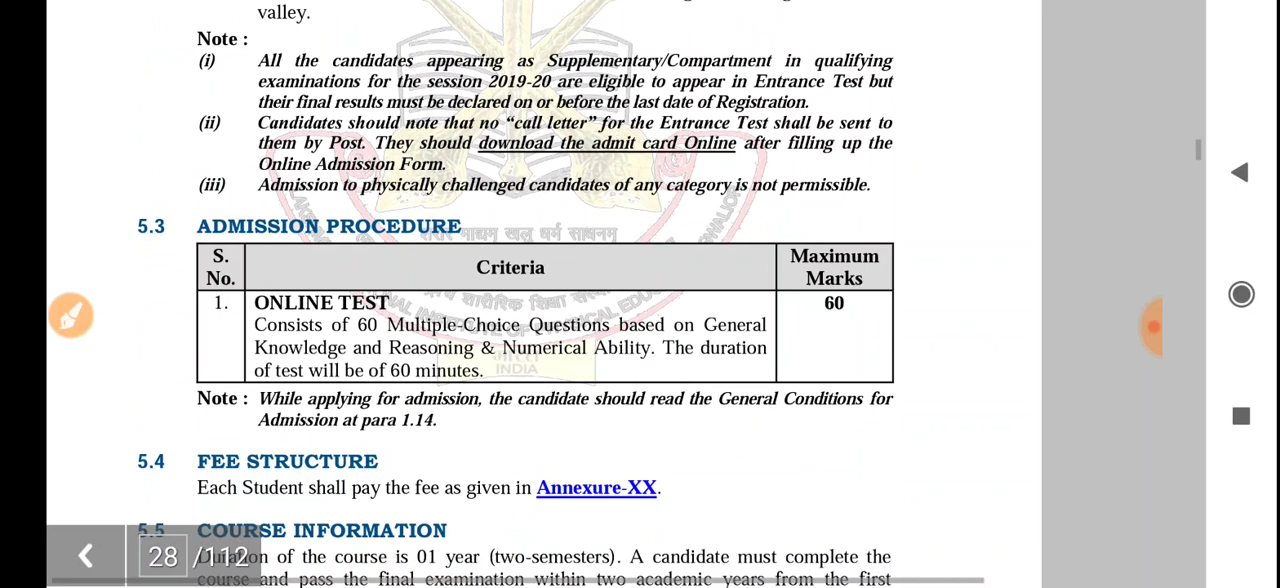 valley.
Note :
(i) All the candidates appearing as Supplementary/Compartment in qualifying
examinations for the session 2019-20 are eligible to appear in Entrance Test but
their final results must be declared on or before the last date of Registration.
(ii) Candidates should note that no “call letter” for the Entrance Test shall be sent to
them by Post. They should download the admit card Online after filling up the
Online Admission Form.
(iii) Admission to physically challenged candidates of any category is not permissible.
5.3 ADMISSION PROCEDURE
माद्यम् खलु धर्म साधनम्
S.
No.
Criteria
Maximum
Marks
1. ONLINE TEST 60
Consists of 60 Multiple-Choice Questions based on General
Knowledge and Reasoning & Numerical Ability. The duration
of test will be of 60 minutes.
INDIA
Note : While applying for admission, the candidate should read the General Conditions for
Admission at para 1.14.
5.4 FEE STRUCTURE
Each Student shall pay the fee as given in Annexure-XX.
5.5 COURSE INFORMATION
28 /112
Duration of the course is 01 year (two-semesters). A candidate must complete the
course and pass the final examination within two academic years from the first